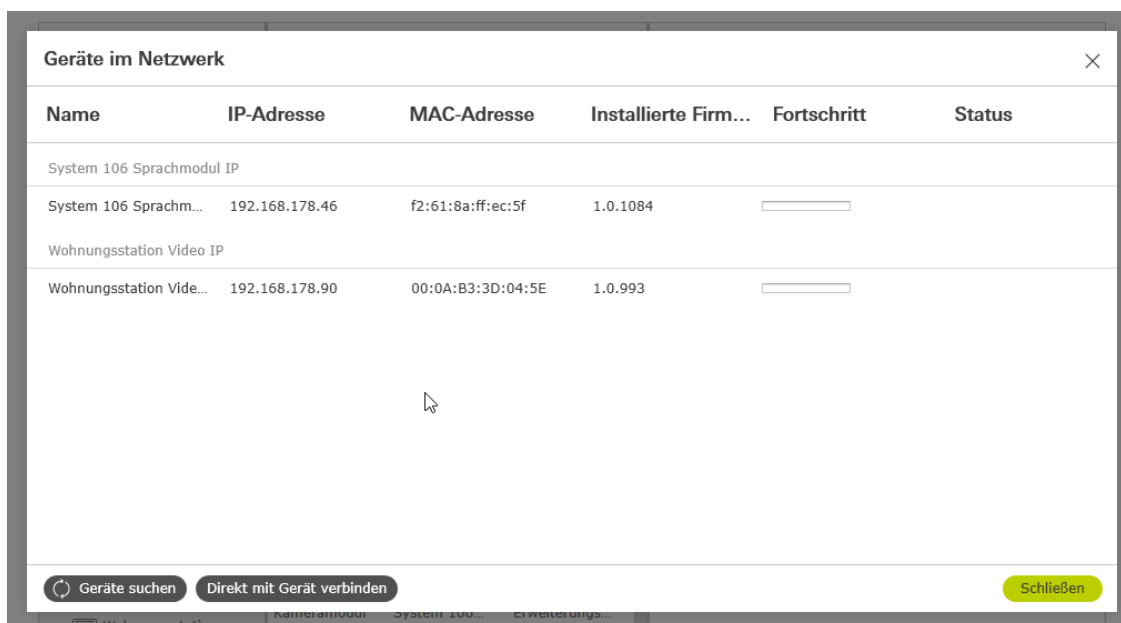 Geräte im Netzwerk
Name IP-Adresse MAC-Adresse Installierte Firm... Fortschritt Status
System 106 Sprachmodul IP
System 106 Sprachm... 192.168.178.46 f2:61:8a:ff:ec:5f 1.0.1084
Wohnungsstation Video IP
Wohnungsstation Vide... 192.168.178.90 00:0A:B3:3D:04:5E 1.0.993
Geräte suchen Direkt mit Gerät verbinden Schließen
Kameramodul System 106... Erweiterungs...